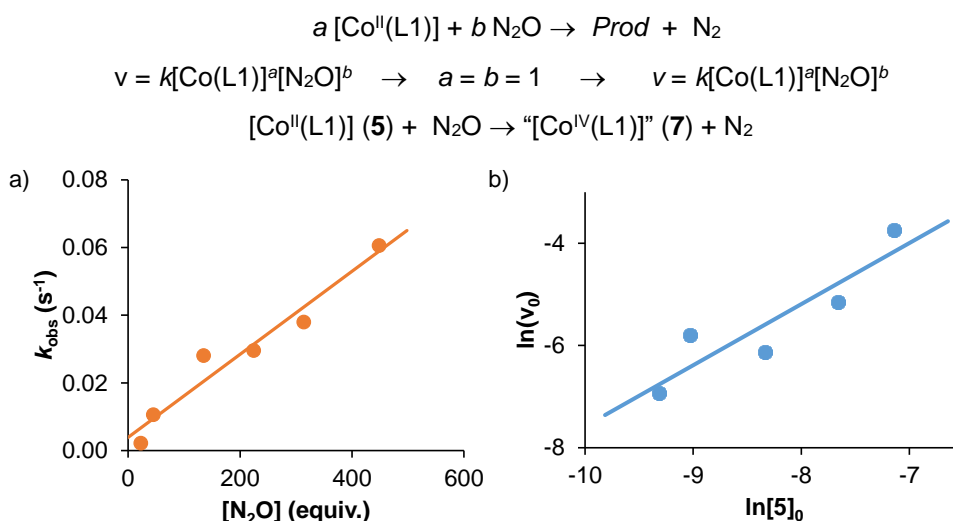 a [Coᴵᴵ(L1)] + b N₂O → Prod + N₂
v = k[Co(L1)]ᵃ[N₂O]ᵇ → a = b = 1 → v = k[Co(L1)]ᵃ[N₂O]ᵇ
[Coᴵᴵ(L1)] (5) + N₂O → “[Coᴵⱽ(L1)]” (7) + N₂
a)
0.08
0.06
0.04
0.02
0.00
kobs (s⁻¹)
0 200 400 600
[N₂O] (equiv.)
b)
-4
-6
-8
ln(v₀)
-10 -9 -8 -7
ln[5]₀